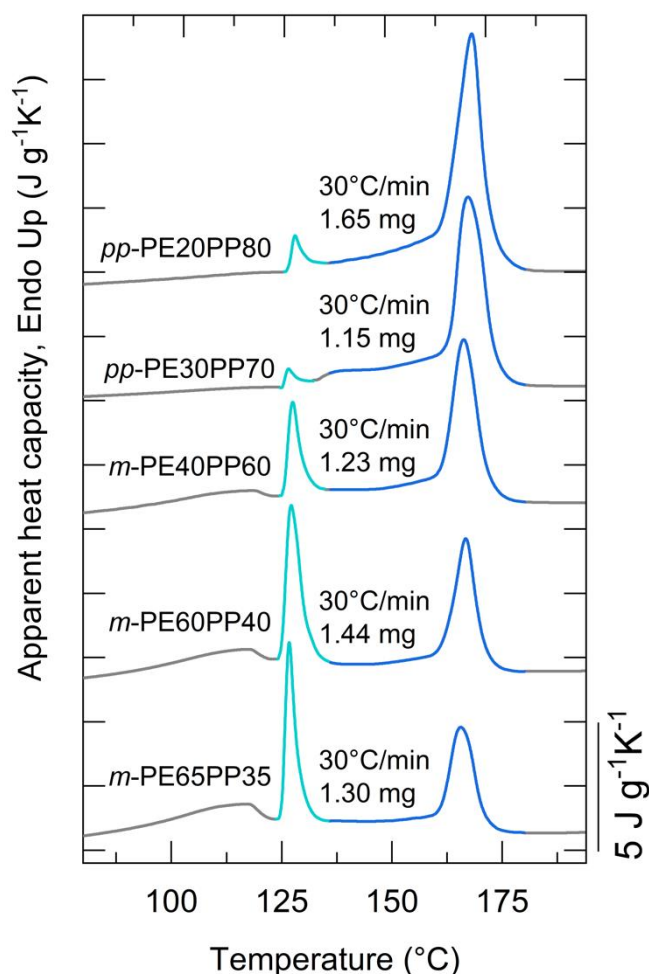 Apparent heat capacity, Endo Up (J g⁻¹K⁻¹)
30°C/min
1.65 mg
pp-PE20PP80
30°C/min
1.15 mg
pp-PE30PP70
30°C/min
1.23 mg
m-PE40PP60
30°C/min
1.44 mg
m-PE60PP40
30°C/min
1.30 mg
m-PE65PP35
5 J g⁻¹K⁻¹
100 125 150 175
Temperature (°C)